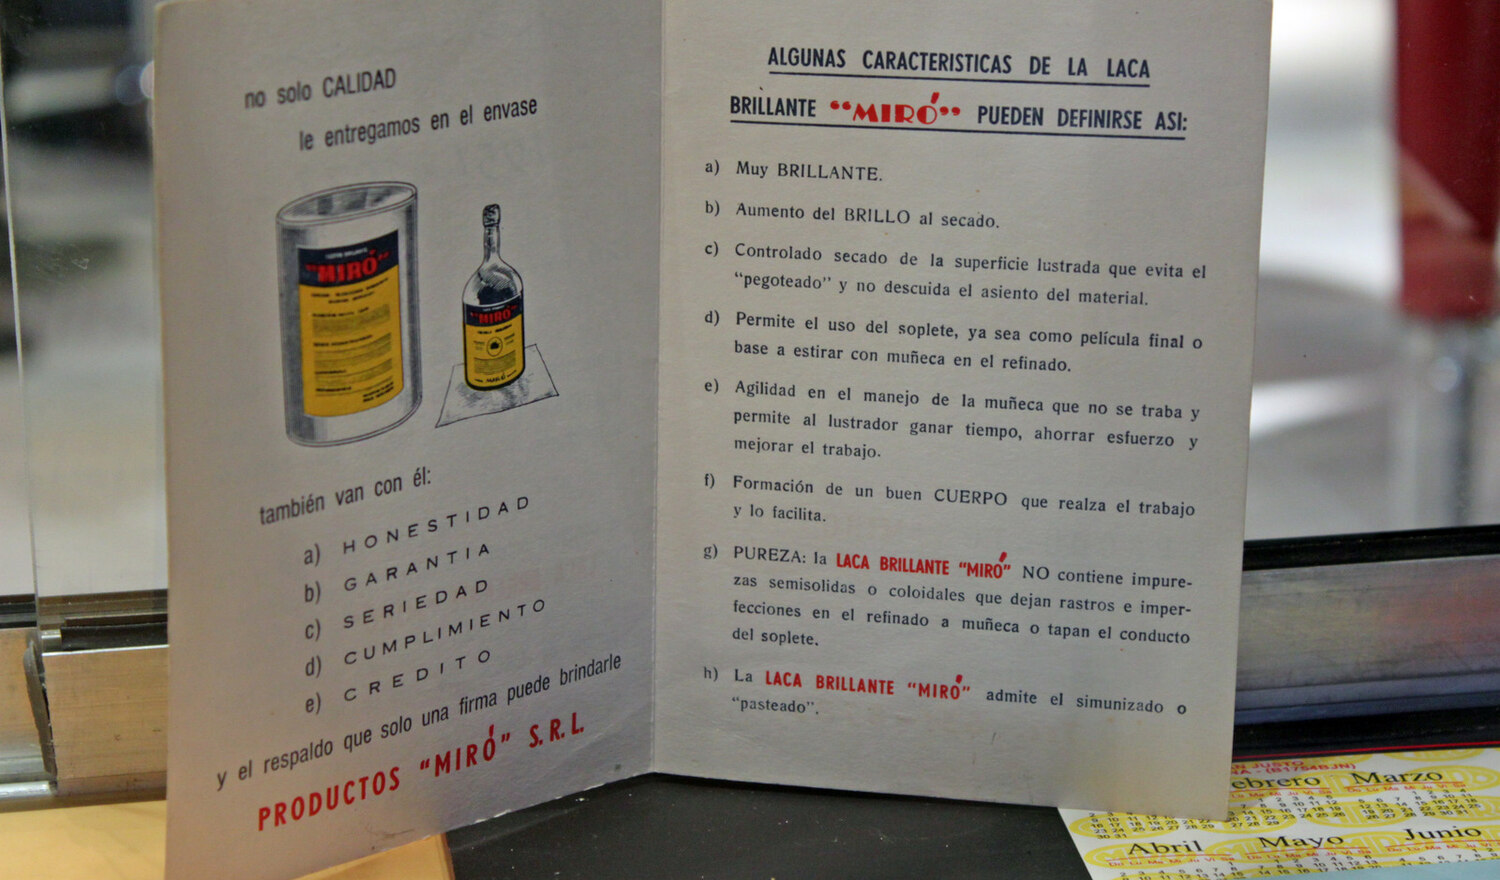 no solo CALIDAD
le entregamos en el envase
"MIRÓ"
"MIRÓ"
MIRÓ
también van con él:
a) HONESTIDAD
b) GARANTIA
c) SERIEDAD
d) CUMPLIMIENTO
e) CREDITO
y el respaldo que solo una firma puede brindarle
PRODUCTOS "MIRÓ" S.R.L.
ALGUNAS CARACTERISTICAS DE LA LACA
BRILLANTE "MIRÓ" PUEDEN DEFINIRSE ASI:
a) Muy BRILLANTE.
b) Aumento del BRILLO al secado.
c) Controlado secado de la superficie lustrada que evita el
"pegoteado" y no descuida el asiento del material.
d) Permite el uso del soplete, ya sea como película final o
base a estirar con muñeca en el refinado.
e) Agilidad en el manejo de la muñeca que no se traba y
permite al lustrador ganar tiempo, ahorrar esfuerzo y
mejorar el trabajo.
f) Formación de un buen CUERPO que realza el trabajo
y lo facilita.
g) PUREZA: la LACA BRILLANTE "MIRÓ" NO contiene impure-
zas semisolidas o coloidales que dejan rastros e imper-
fecciones en el refinado a muñeca o tapan el conducto
del soplete.
h) La LACA BRILLANTE "MIRÓ" admite el simunizado o
"pasteado".
JUSTO
(B1754BJN)
Marzo
Abril Mayo Junio